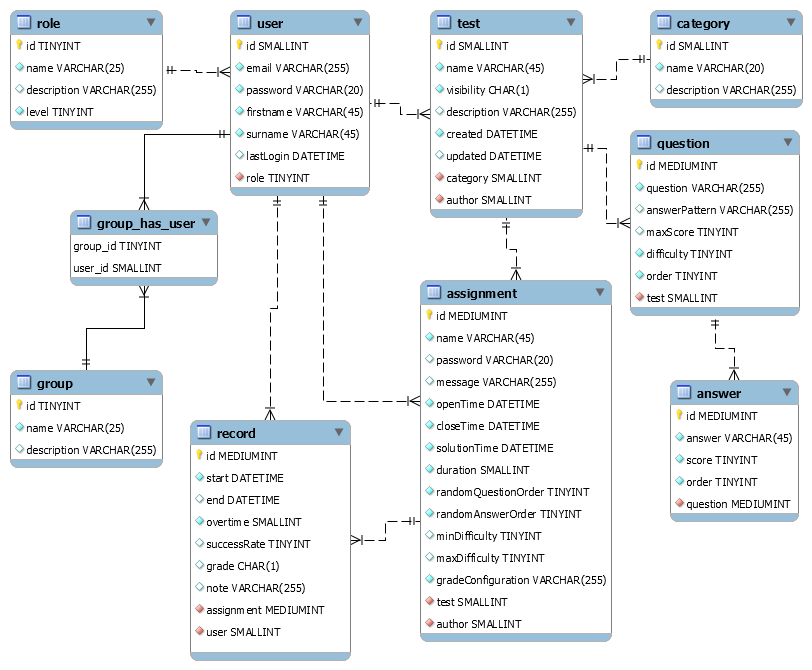 role
id TINYINT
name VARCHAR(25)
description VARCHAR(255)
level TINYINT
user
id SMALLINT
email VARCHAR(255)
password VARCHAR(20)
firstname VARCHAR(45)
surname VARCHAR(45)
lastLogin DATETIME
role TINYINT
test
id SMALLINT
name VARCHAR(45)
visibility CHAR(1)
description VARCHAR(255)
created DATETIME
updated DATETIME
category SMALLINT
author SMALLINT
category
id SMALLINT
name VARCHAR(20)
description VARCHAR(255)
question
id MEDIUMINT
question VARCHAR(255)
answerPattern VARCHAR(255)
maxScore TINYINT
difficulty TINYINT
order TINYINT
test SMALLINT
group_has_user
group_id TINYINT
user_id SMALLINT
group
id TINYINT
name VARCHAR(25)
description VARCHAR(255)
record
id MEDIUMINT
start DATETIME
end DATETIME
overtime SMALLINT
successRate TINYINT
grade CHAR(1)
note VARCHAR(255)
assignment MEDIUMINT
user SMALLINT
assignment
id MEDIUMINT
name VARCHAR(45)
password VARCHAR(20)
message VARCHAR(255)
openTime DATETIME
closeTime DATETIME
solutionTime DATETIME
duration SMALLINT
randomQuestionOrder TINYINT
randomAnswerOrder TINYINT
minDifficulty TINYINT
maxDifficulty TINYINT
gradeConfiguration VARCHAR(255)
test SMALLINT
author SMALLINT
answer
id MEDIUMINT
answer VARCHAR(45)
score TINYINT
order TINYINT
question MEDIUMINT